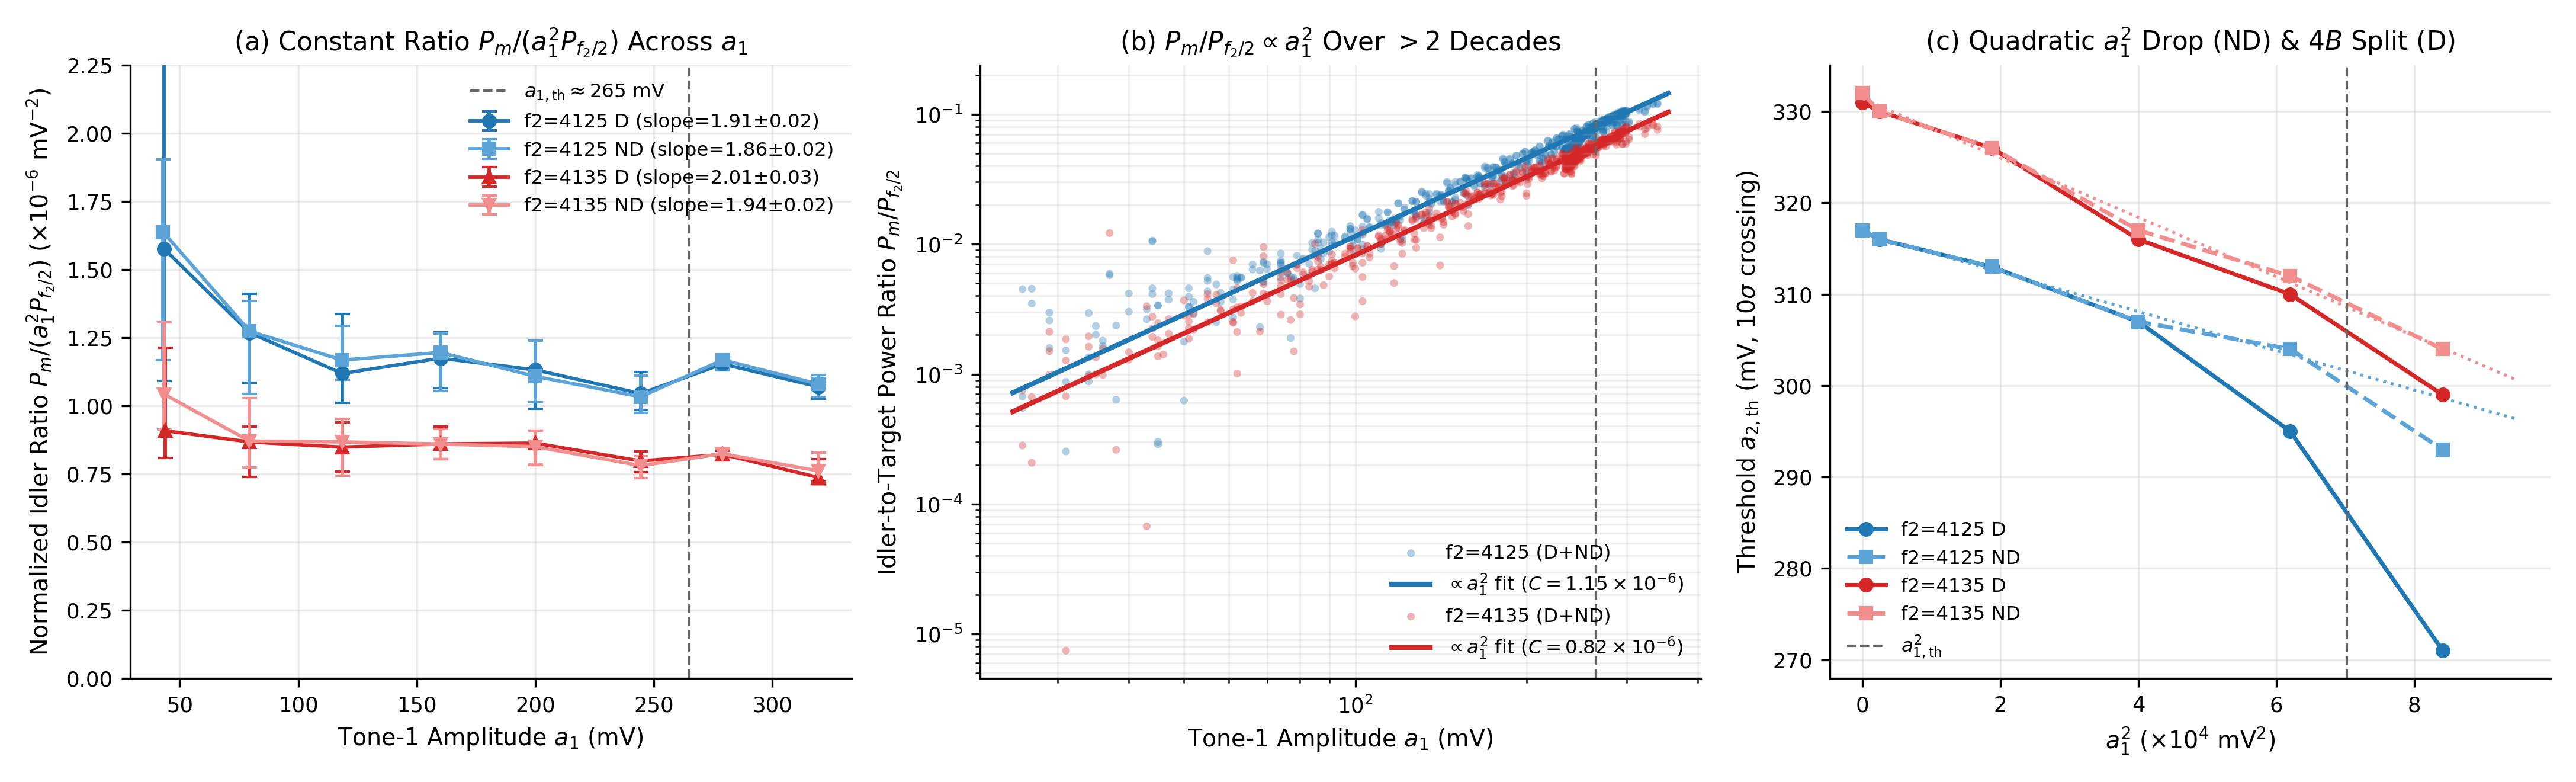 (a) Constant Ratio $P_m/(a_1^2 P_{f_2/2})$ Across $a_1$
Normalized Idler Ratio $P_m/(a_1^2 P_{f_2/2})$ (×10⁻⁶ mV⁻²)
2.25
2.00
1.75
1.50
1.25
1.00
0.75
0.50
0.25
0.00
$a_{1,th}$ ≈ 265 mV
f2=4125 D (slope=1.91±0.02)
f2=4125 ND (slope=1.86±0.02)
f2=4135 D (slope=2.01±0.03)
f2=4135 ND (slope=1.94±0.02)
50 100 150 200 250 300
Tone-1 Amplitude $a_1$ (mV)
(b) $P_m/P_{f_2/2}$ ∝ $a_1^2$ Over >2 Decades
Idler-to-Target Power Ratio $P_m/P_{f_2/2}$
10⁻¹
10⁻²
10⁻³
10⁻⁴
10⁻⁵
f2=4125 (D+ND)
∝ $a_1^2$ fit ($C$ = 1.15 × 10⁻⁶)
f2=4135 (D+ND)
∝ $a_1^2$ fit ($C$ = 0.82 × 10⁻⁶)
10²
Tone-1 Amplitude $a_1$ (mV)
(c) Quadratic $a_1^2$ Drop (ND) & 4$B$ Split (D)
Threshold $a_{2,th}$ (mV, 10σ crossing)
330
320
310
300
290
280
270
f2=4125 D
f2=4125 ND
f2=4135 D
f2=4135 ND
$a_{1,th}^2$
0 2 4 6 8
$a_1^2$ (×10⁴ mV²)